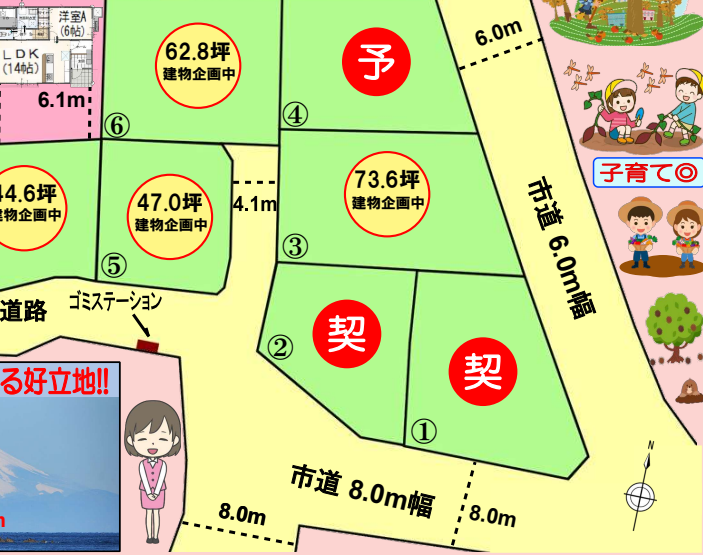 洋室A
(6帖)
LDK
(14帖)
6.1m
62.8坪
建物企画中
⑥
予
④
6.0m
44.6坪
建物企画中
47.0坪
建物企画中
⑤
4.1m
73.6坪
建物企画中
③
子育て◎
市道 6.0m幅
道路
ゴミステーション
②
契
契
①
る好立地!!
市道 8.0m幅
8.0m
8.0m
N